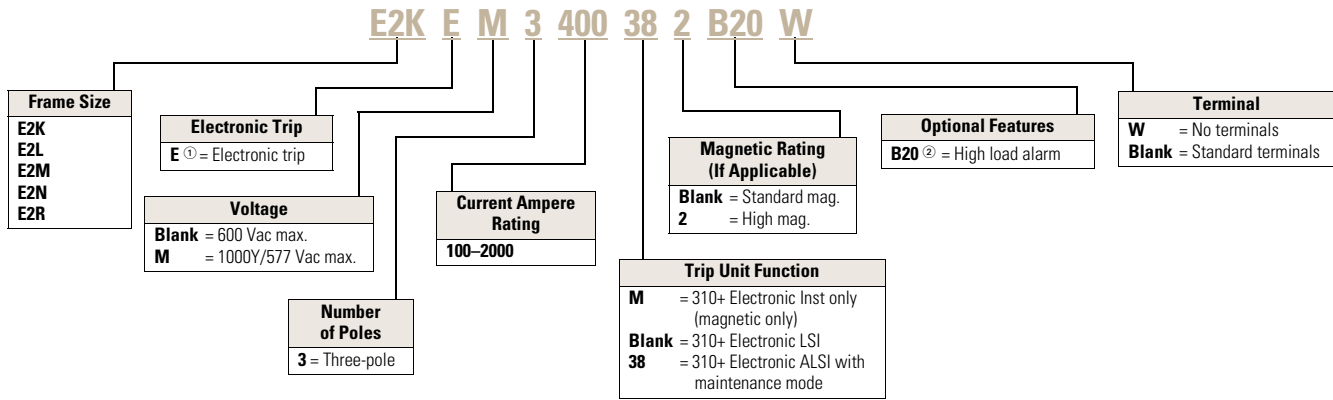 E2K E M 3 400 38 2 B20 W
Frame Size
E2K
E2L
E2M
E2N
E2R
Electronic Trip
E ① = Electronic trip
Voltage
Blank = 600 Vac max.
M = 1000Y/577 Vac max.
Number
of Poles
3 = Three-pole
Current Ampere
Rating
100–2000
Magnetic Rating
(If Applicable)
Blank = Standard mag.
2 = High mag.
Trip Unit Function
M = 310+ Electronic Inst only
(magnetic only)
Blank = 310+ Electronic LSI
38 = 310+ Electronic ALSI with
maintenance mode
Optional Features
B20 ② = High load alarm
Terminal
W = No terminals
Blank = Standard terminals